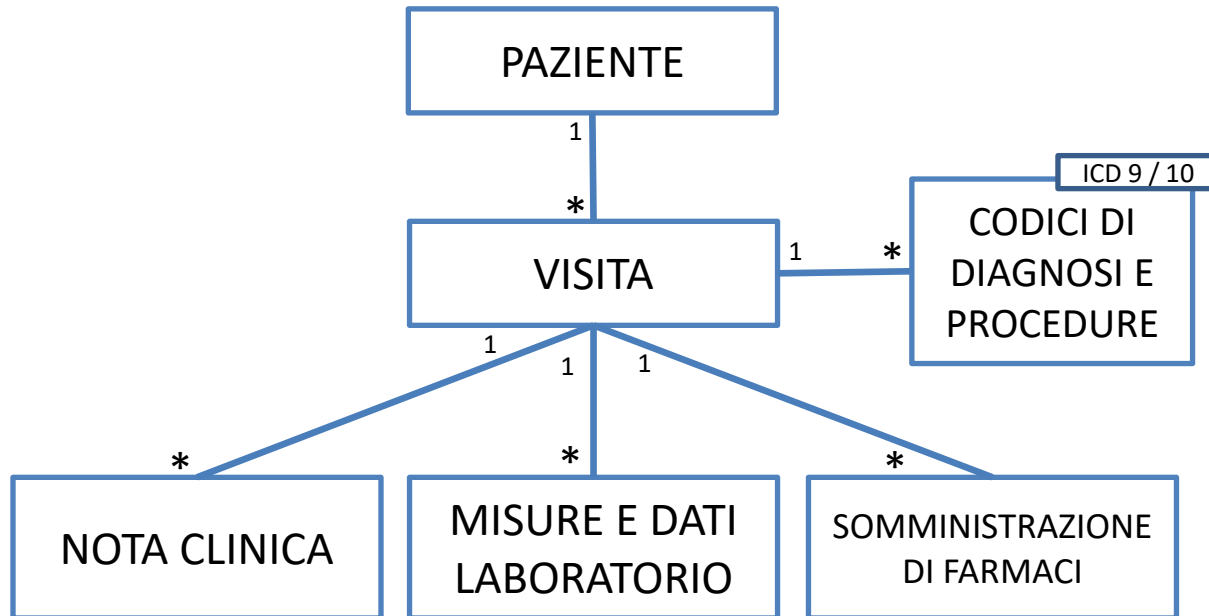 PAZIENTE
1
*
ICD 9 / 10
VISITA
1
*
CODICI DI
DIAGNOSI E
PROCEDURE
1
1
1
*
*
*
NOTA CLINICA
MISURE E DATI
LABORATORIO
SOMMINISTRAZIONE
DI FARMACI